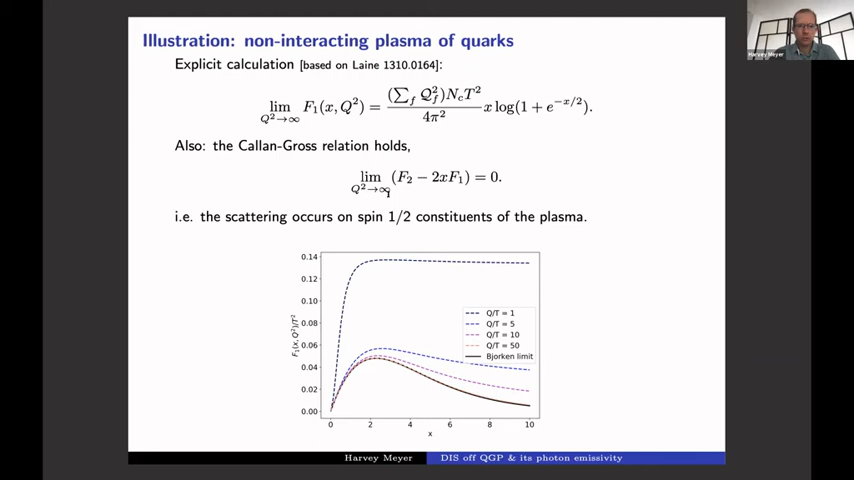 Illustration: non-interacting plasma of quarks
Explicit calculation [based on Laine 1310.0164]:
lim_{Q²→∞} F₁(x, Q²) = (∑_f Q_f²)N_cT² / 4π² x log(1 + e^{−x/2}).
Also: the Callan-Gross relation holds,
lim_{Q²→∞} (F₂ − 2xF₁) = 0.
i.e. the scattering occurs on spin 1/2 constituents of the plasma.
F₁(x, Q²)/T²
0.14
0.12
0.10
0.08
0.06
0.04
0.02
0.00
Q/T = 1
Q/T = 5
Q/T = 10
Q/T = 50
Bjorken limit
0 2 4 6 8 10
x
Harvey Meyer DIS off QGP & its photon emissivity
Harvey Meyer